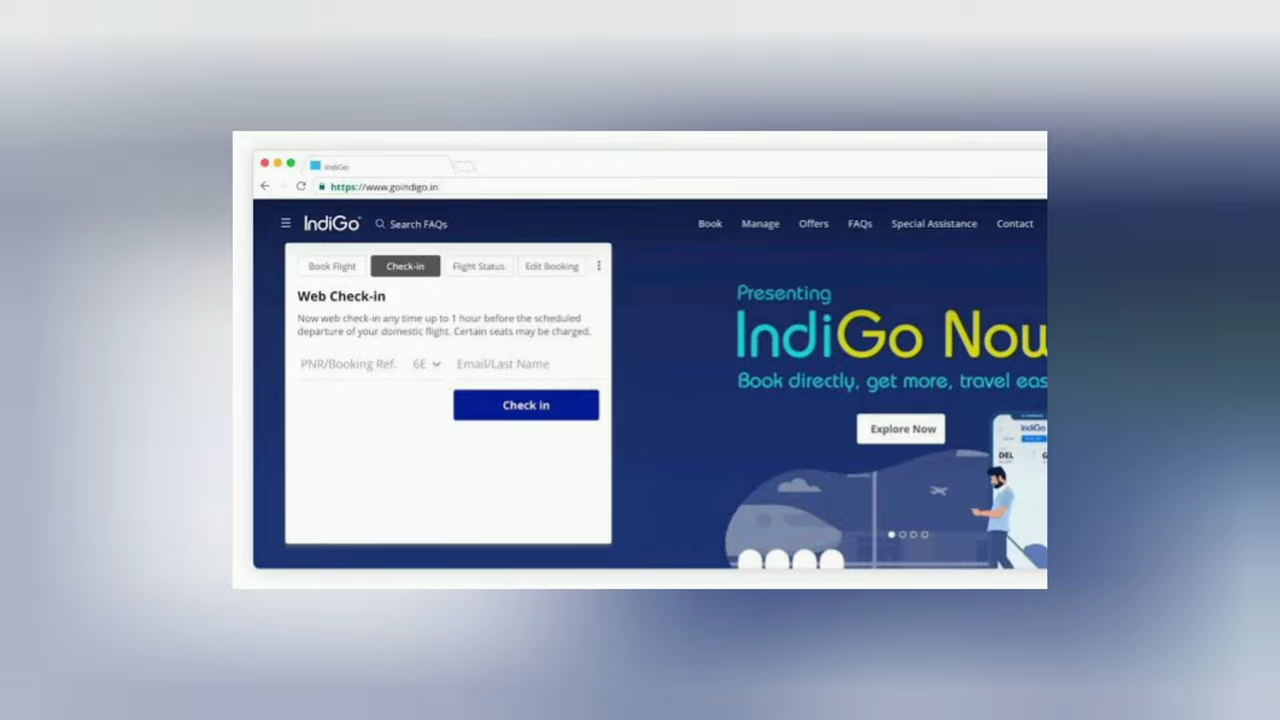 IndiGo
https://www.goindigo.in
IndiGo Search FAQs Book Manage Offers FAQs Special Assistance Contact
Book Flight Check-in Flight Status Edit Booking
Web Check-in
Now web check-in any time up to 1 hour before the scheduled
departure of your domestic flight. Certain seats may be charged.
PNR/Booking Ref. 6E Email/Last Name
Check in
Presenting
IndiGo Now
Book directly, get more, travel eas
Explore Now
IndiGo
DEL